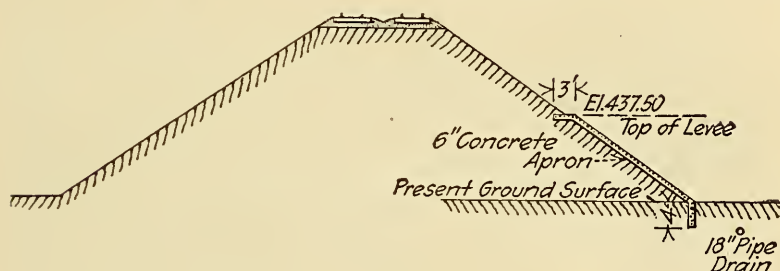 3'
El.437.50
Top of Levee
6" Concrete
Apron
Present Ground Surface
4'
18" Pipe
Drain